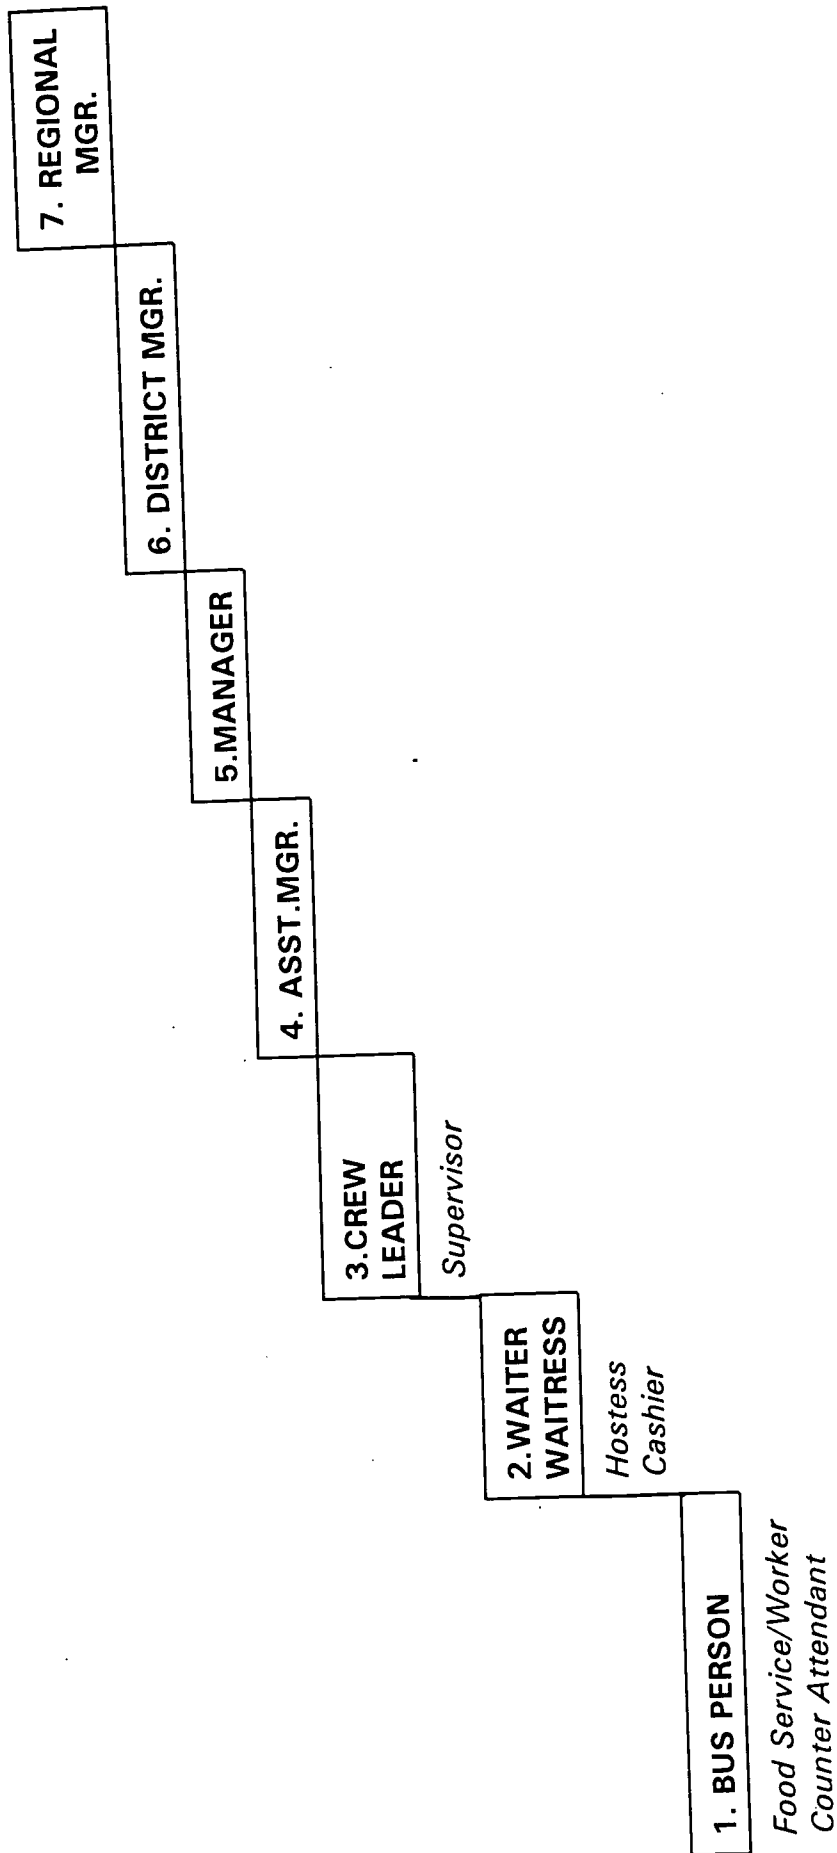 7. REGIONAL
MGR.
6. DISTRICT MGR.
5.MANAGER
4. ASST.MGR.
3.CREW
LEADER
Supervisor
2.WAITER
WAITRESS
Hostess
Cashier
1. BUS PERSON
Food Service/Worker
Counter Attendant